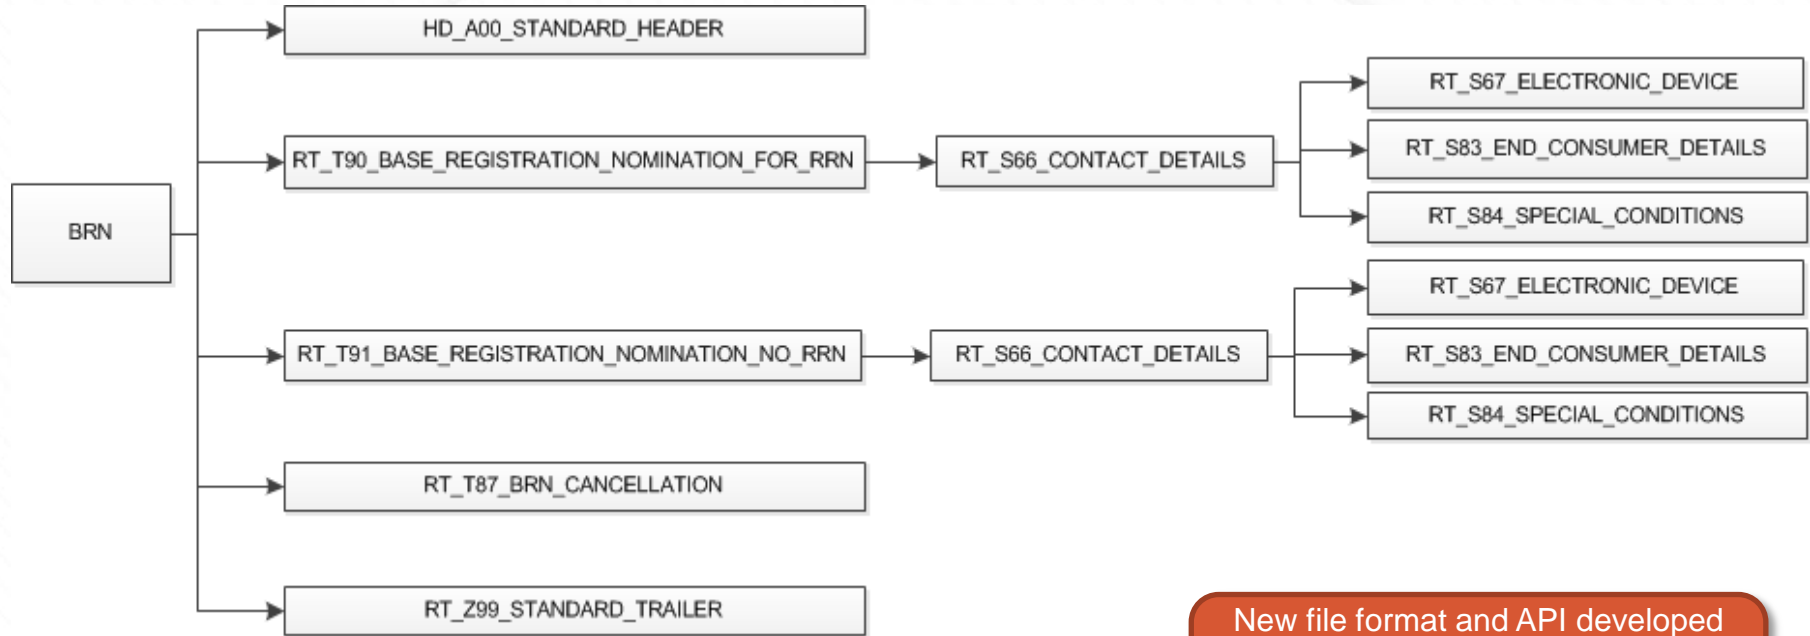 HD_A00_STANDARD_HEADER
RT_S67_ELECTRONIC_DEVICE
RT_T90_BASE_REGISTRATION_NOMINATION_FOR_RRN
RT_S66_CONTACT_DETAILS
RT_S83_END_CONSUMER_DETAILS
RT_S84_SPECIAL_CONDITIONS
BRN
RT_S67_ELECTRONIC_DEVICE
RT_T91_BASE_REGISTRATION_NOMINATION_NO_RRN
RT_S66_CONTACT_DETAILS
RT_S83_END_CONSUMER_DETAILS
RT_S84_SPECIAL_CONDITIONS
RT_T87_BRN_CANCELLATION
RT_Z99_STANDARD_TRAILER
New file format and API developed